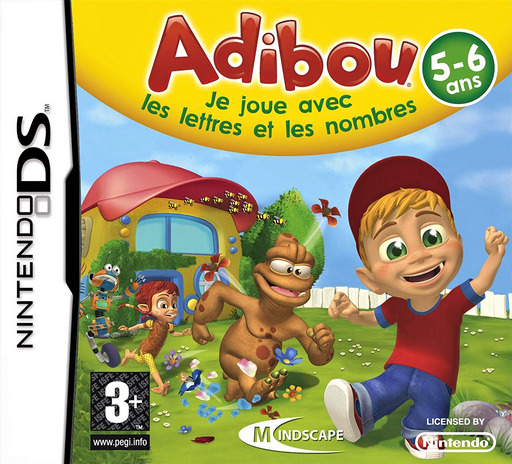 NINTENDO DS™
Adibou®
5-6
ans
Je joue avec
les lettres et les nombres
3+
www.pegi.info
MINDSCAPE
LICENSED BY
Nintendo